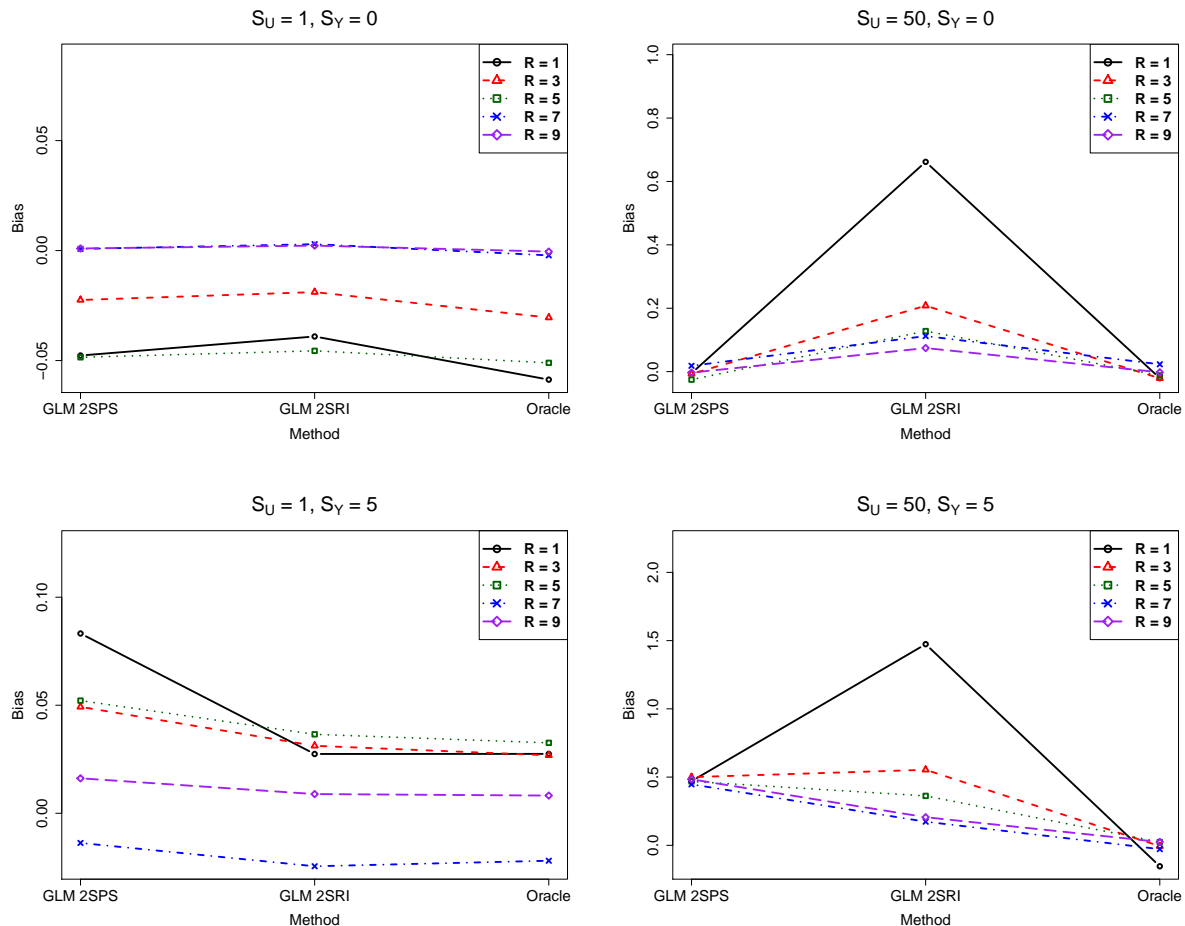 S_U = 1, S_Y = 0
R = 1
R = 3
R = 5
R = 7
R = 9
0.05
0.00
−0.05
Bias
GLM 2SPS
GLM 2SRI
Oracle
Method
S_U = 50, S_Y = 0
R = 1
R = 3
R = 5
R = 7
R = 9
1.0
0.8
0.6
0.4
0.2
0.0
Bias
GLM 2SPS
GLM 2SRI
Oracle
Method
S_U = 1, S_Y = 5
R = 1
R = 3
R = 5
R = 7
R = 9
0.10
0.05
0.00
Bias
GLM 2SPS
GLM 2SRI
Oracle
Method
S_U = 50, S_Y = 5
R = 1
R = 3
R = 5
R = 7
R = 9
2.0
1.5
1.0
0.5
0.0
Bias
GLM 2SPS
GLM 2SRI
Oracle
Method